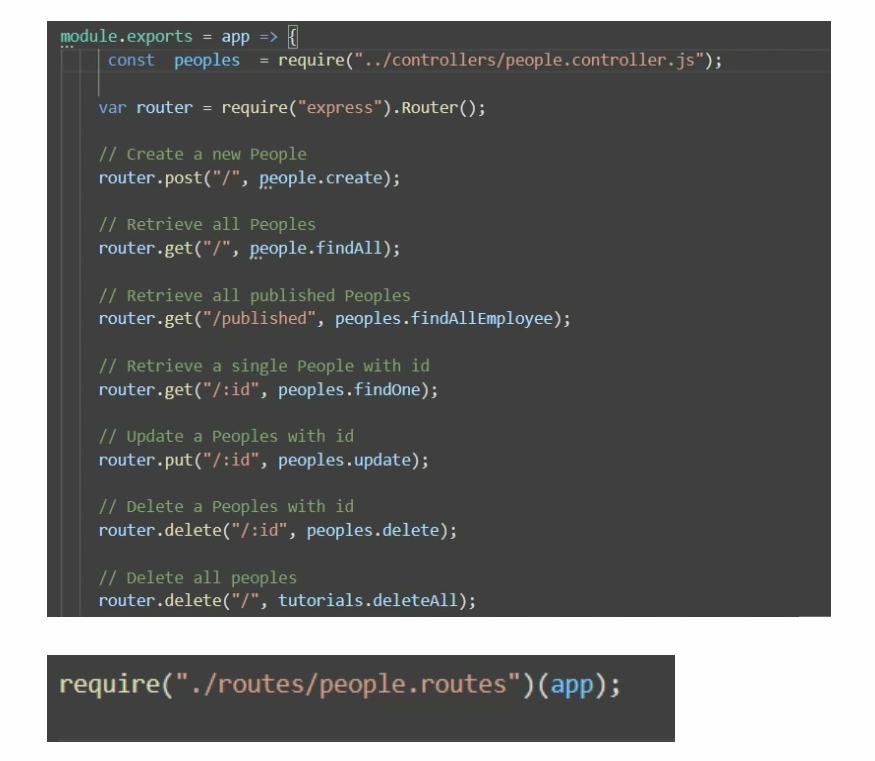 module.exports = app => {
const peoples = require("../controllers/people.controller.js");
var router = require("express").Router();
// Create a new People
router.post("/", people.create);
// Retrieve all Peoples
router.get("/", people.findAll);
// Retrieve all published Peoples
router.get("/published", peoples.findAllEmployee);
// Retrieve a single People with id
router.get("/:id", peoples.findOne);
// Update a Peoples with id
router.put("/:id", peoples.update);
// Delete a Peoples with id
router.delete("/:id", peoples.delete);
// Delete all peoples
router.delete("/", tutorials.deleteAll);
require("./routes/people.routes")(app);